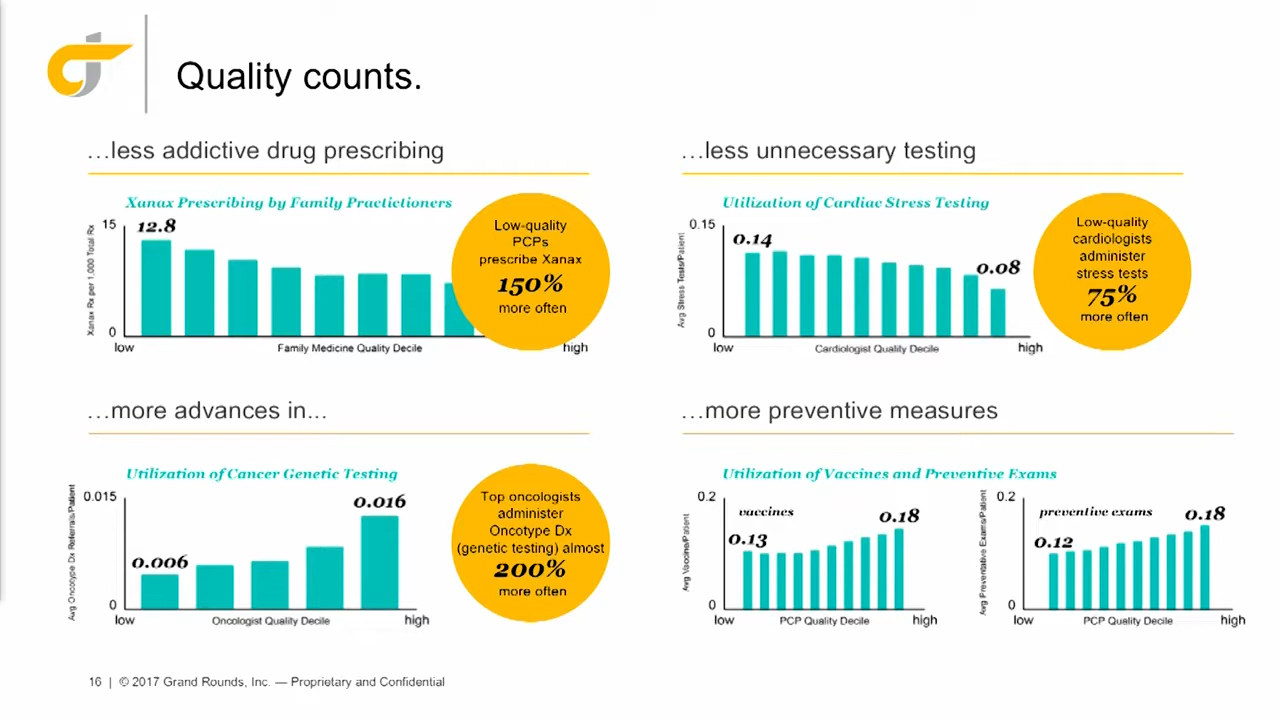 Quality counts.
…less addictive drug prescribing
Xanax Prescribing by Family Practictioners
Xanax Rx per 1,000 Total Rx
15
12.8
0
low
Family Medicine Quality Decile
high
Low-quality
PCPs
prescribe Xanax
150%
more often
…less unnecessary testing
Utilization of Cardiac Stress Testing
Avg Stress Tests/Patient
0.15
0.14
0.08
0
low
Cardiologist Quality Decile
high
Low-quality
cardiologists
administer
stress tests
75%
more often
…more advances in...
Utilization of Cancer Genetic Testing
Avg Oncotype Dx Referrals/Patient
0.015
0.016
0.006
0
low
Oncologist Quality Decile
high
Top oncologists
administer
Oncotype Dx
(genetic testing) almost
200%
more often
…more preventive measures
Utilization of Vaccines and Preventive Exams
Avg Vaccine/Patient
0.2
vaccines
0.13
0.18
0
low
PCP Quality Decile
high
Avg Preventative Exams/Patient
0.2
preventive exams
0.12
0.18
0
low
PCP Quality Decile
high
16 | © 2017 Grand Rounds, Inc. — Proprietary and Confidential